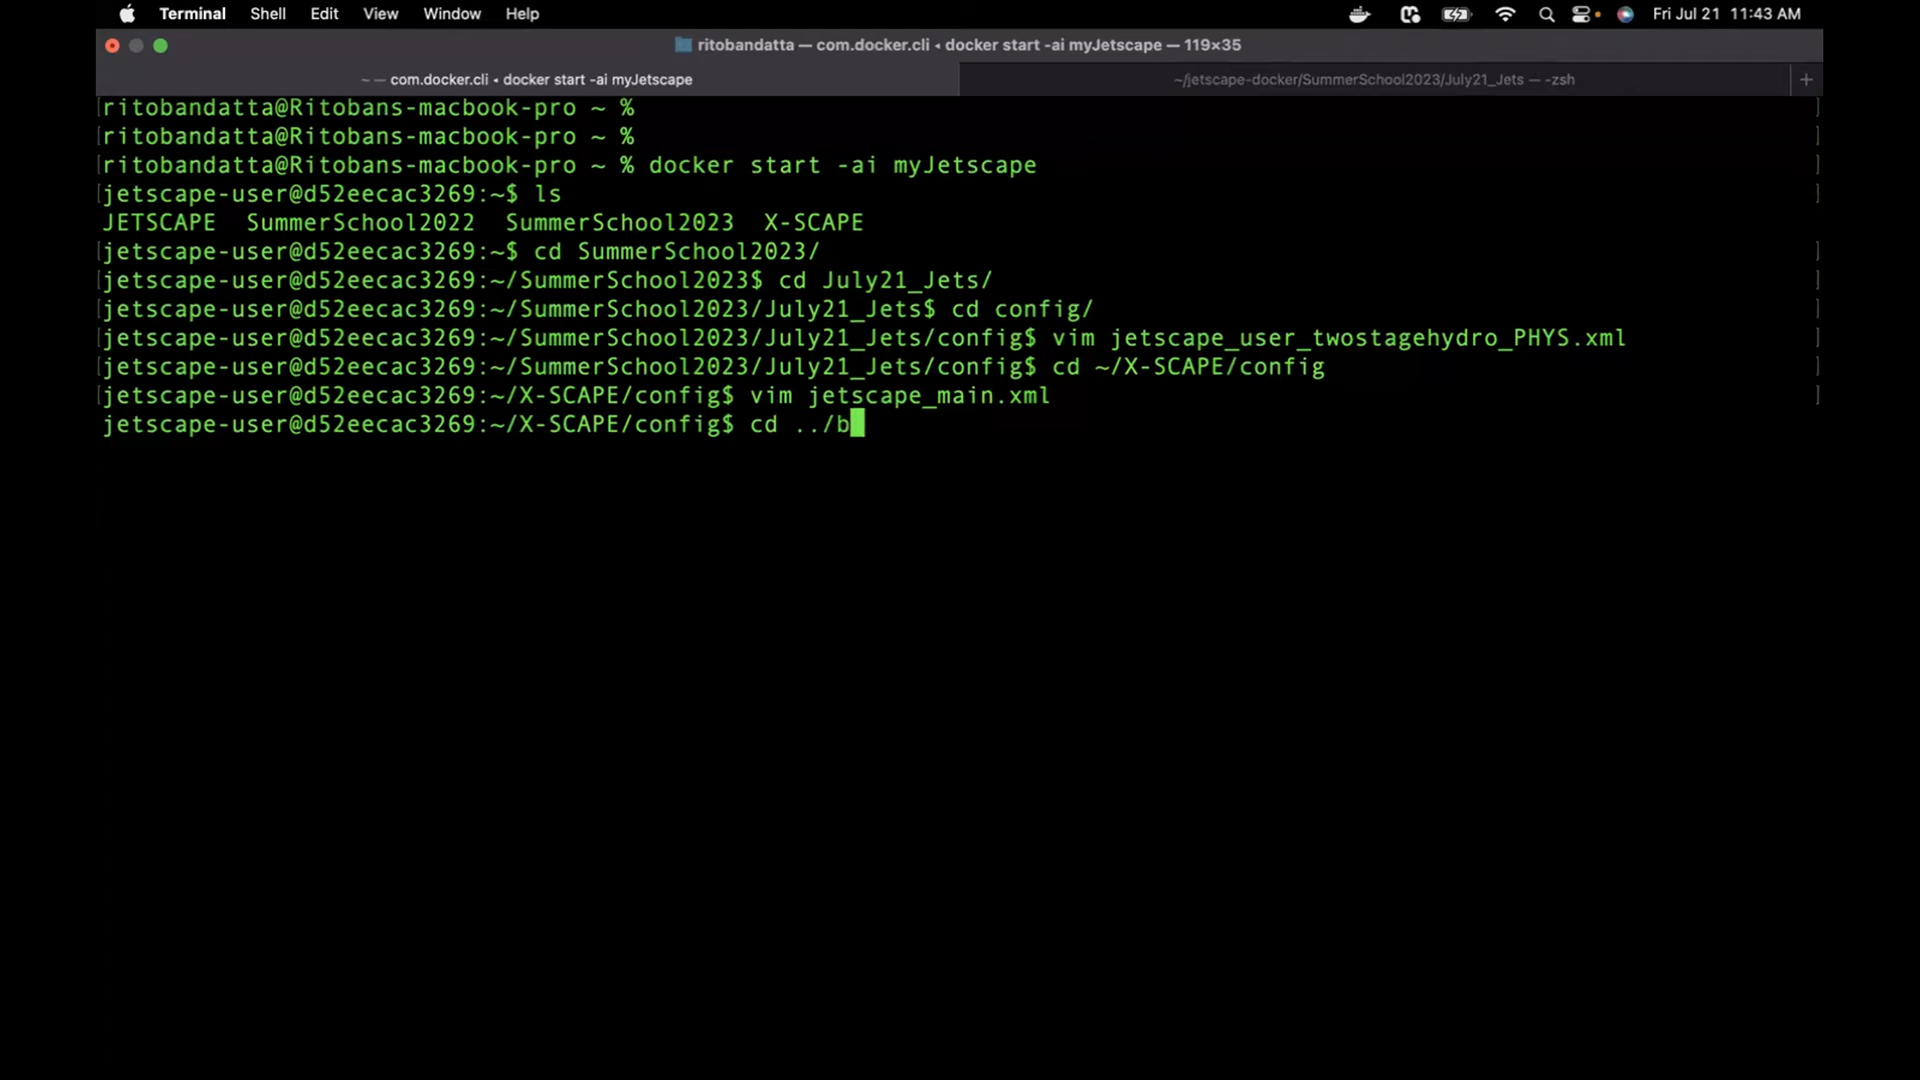 Terminal Shell Edit View Window Help Fri Jul 21 11:43 AM
ritobandatta — com.docker.cli ◂ docker start -ai myJetscape — 119×35
~ — com.docker.cli ◂ docker start -ai myJetscape ~/jetscape-docker/SummerSchool2023/July21_Jets — -zsh +
[ritobandatta@Ritobans-macbook-pro ~ % ]
[ritobandatta@Ritobans-macbook-pro ~ % ]
[ritobandatta@Ritobans-macbook-pro ~ % docker start -ai myJetscape ]
[jetscape-user@d52eecac3269:~$ ls ]
JETSCAPE SummerSchool2022 SummerSchool2023 X-SCAPE
[jetscape-user@d52eecac3269:~$ cd SummerSchool2023/ ]
[jetscape-user@d52eecac3269:~/SummerSchool2023$ cd July21_Jets/ ]
[jetscape-user@d52eecac3269:~/SummerSchool2023/July21_Jets$ cd config/ ]
[jetscape-user@d52eecac3269:~/SummerSchool2023/July21_Jets/config$ vim jetscape_user_twostagehydro_PHYS.xml ]
[jetscape-user@d52eecac3269:~/SummerSchool2023/July21_Jets/config$ cd ~/X-SCAPE/config ]
[jetscape-user@d52eecac3269:~/X-SCAPE/config$ vim jetscape_main.xml ]
jetscape-user@d52eecac3269:~/X-SCAPE/config$ cd ../b